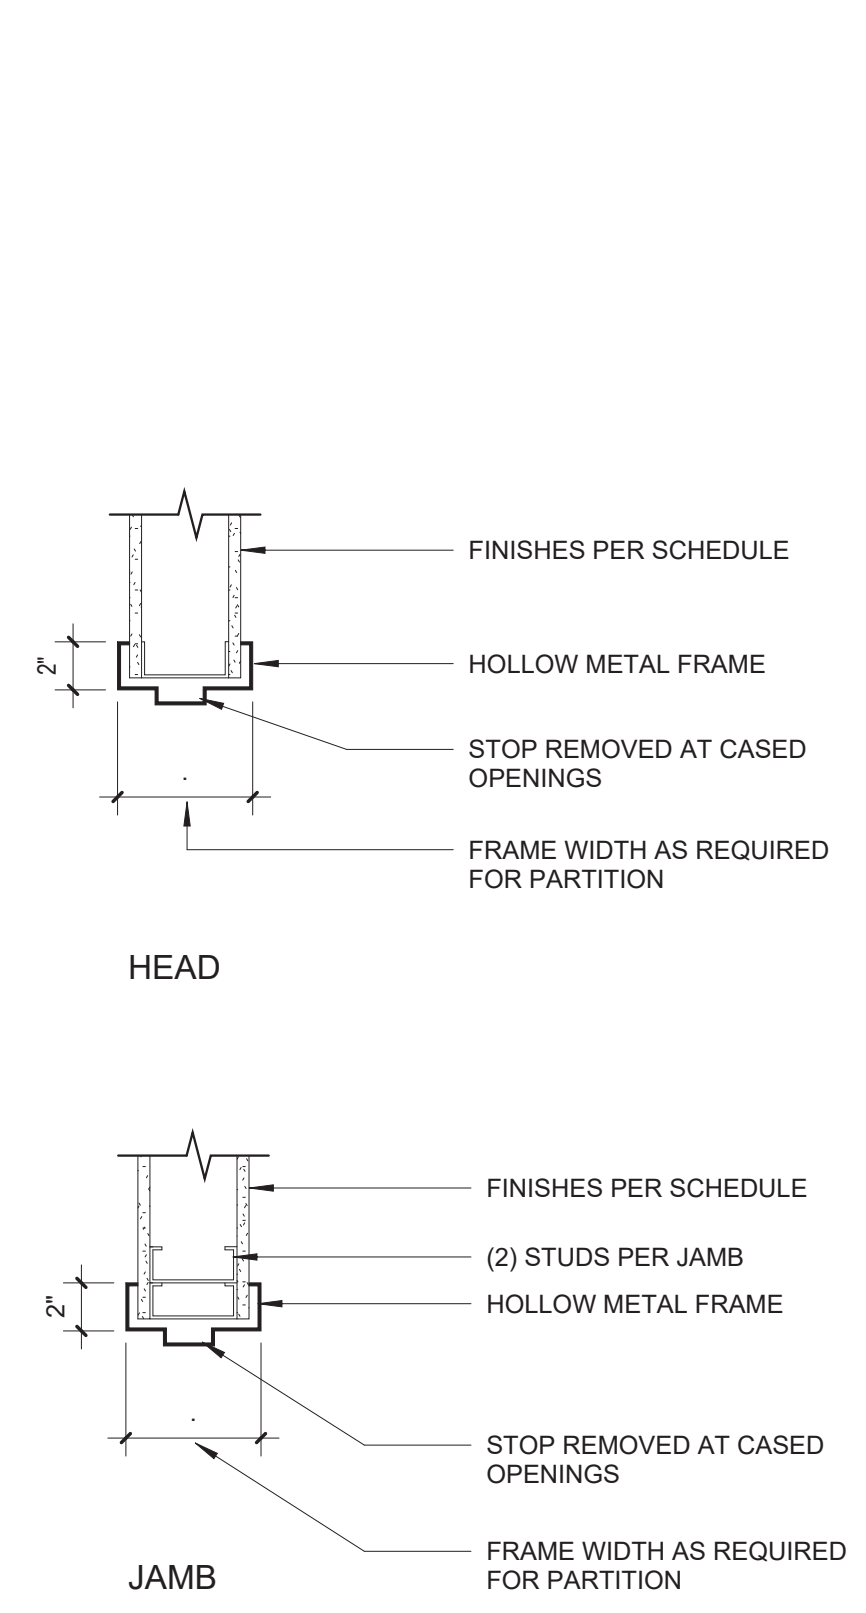 FINISHES PER SCHEDULE
2"
HOLLOW METAL FRAME
STOP REMOVED AT CASED
OPENINGS
.
FRAME WIDTH AS REQUIRED
FOR PARTITION
HEAD
FINISHES PER SCHEDULE
(2) STUDS PER JAMB
2"
HOLLOW METAL FRAME
.
STOP REMOVED AT CASED
OPENINGS
FRAME WIDTH AS REQUIRED
FOR PARTITION
JAMB